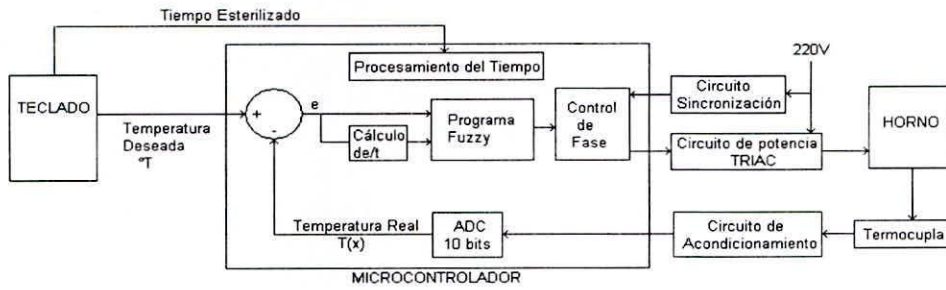 Tiempo Esterilizado
220V
Procesamiento del Tiempo
TECLADO
+
-
e
Cálculo
de/t
Programa
Fuzzy
Control
de
Fase
Circuito
Sincronización
Circuito de potencia
TRIAC
HORNO
Temperatura
Deseada
ºT
Temperatura Real
T(x)
ADC
10 bits
Circuito de
Acondicionamiento
Termocupla
MICROCONTROLADOR